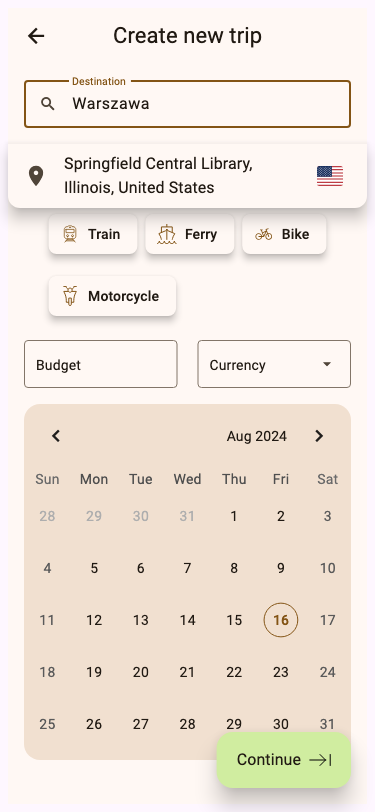 Create new trip
Destination
Warszawa
Springfield Central Library,
Illinois, United States
Train Ferry Bike
Motorcycle
Budget Currency
Aug 2024
Sun Mon Tue Wed Thu Fri Sat
28 29 30 31 1 2 3
4 5 6 7 8 9 10
11 12 13 14 15 16 17
18 19 20 21 22 23 24
25 26 27 28 29 30 31
Continue